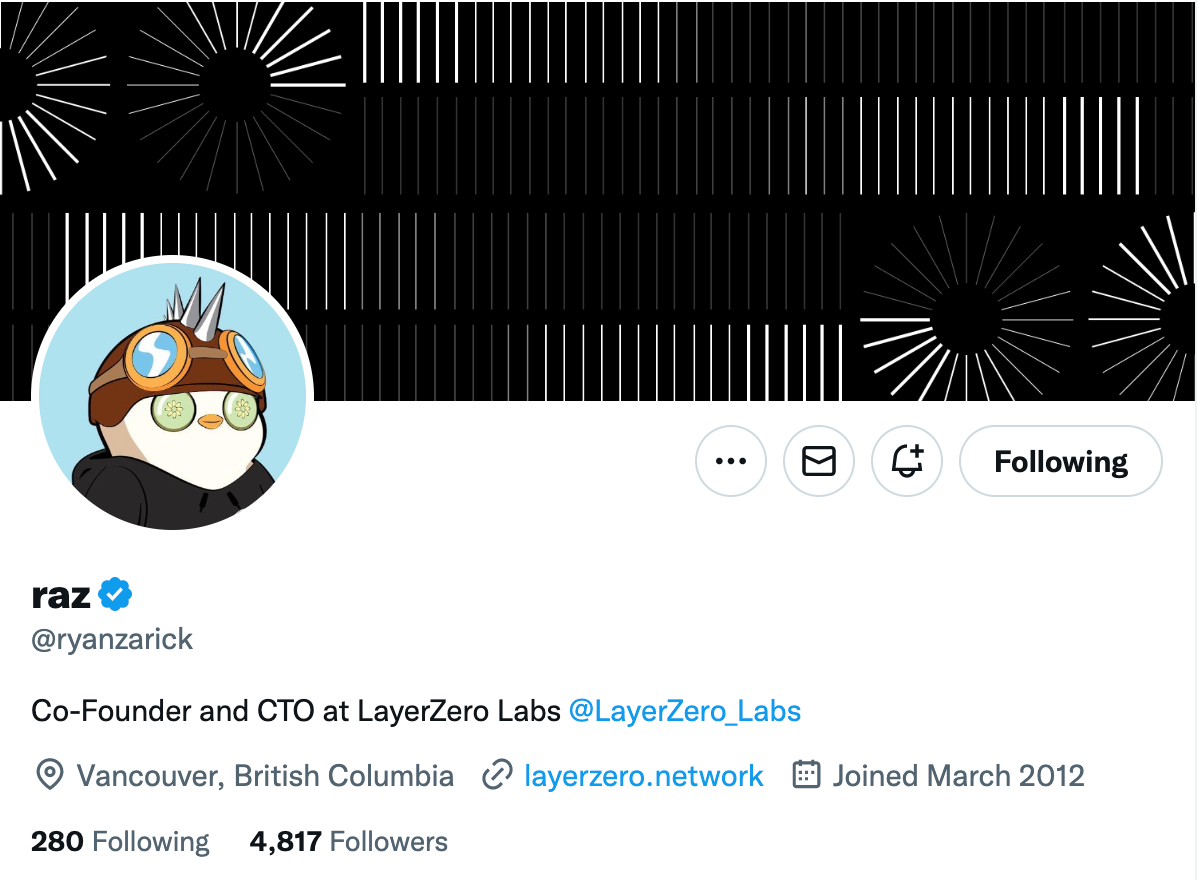 Following
raz
@ryanzarick
Co-Founder and CTO at LayerZero Labs @LayerZero_Labs
Vancouver, British Columbia layerzero.network Joined March 2012
280 Following 4,817 Followers